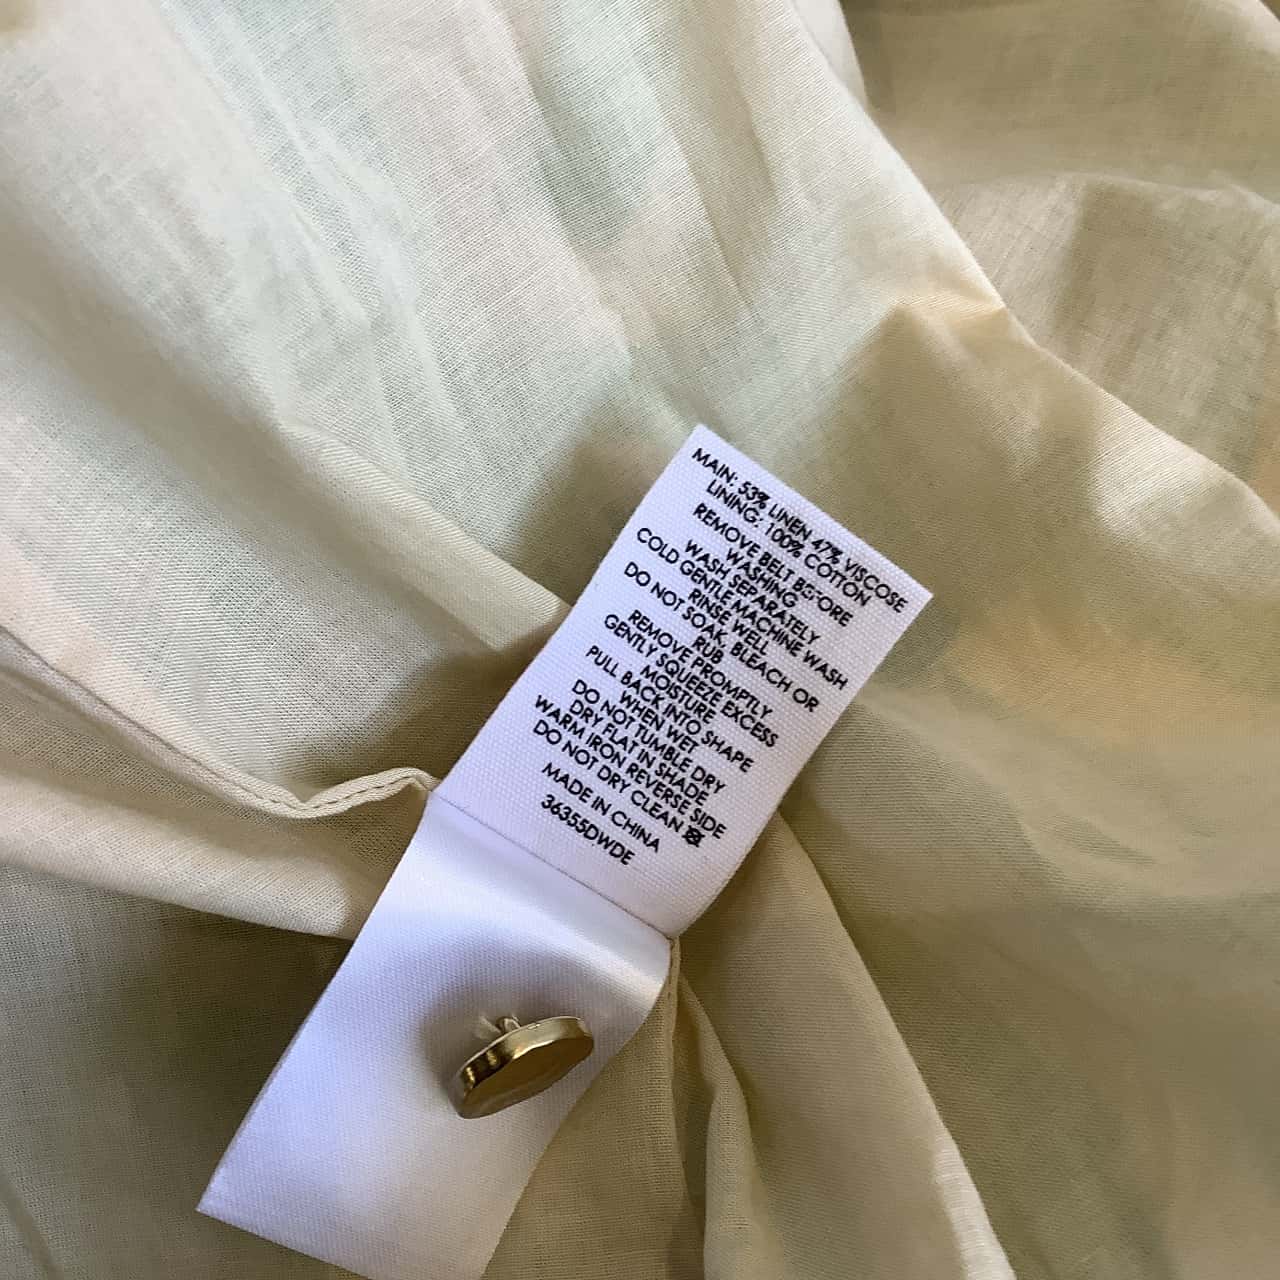 MAIN: 53% LINEN 47% VISCOSE
LINING: 100% COTTON
REMOVE BELT BEFORE
WASHING
WASH SEPARATELY
COLD GENTLE MACHINE WASH
RINSE WELL
DO NOT SOAK, BLEACH OR
RUB
REMOVE PROMPTLY
GENTLY SQUEEZE EXCESS
MOISTURE
PULL BACK INTO SHAPE
WHEN WET
DO NOT TUMBLE DRY
DRY FLAT IN SHADE
WARM IRON REVERSE SIDE
DO NOT DRY CLEAN
MADE IN CHINA
36355DWDE